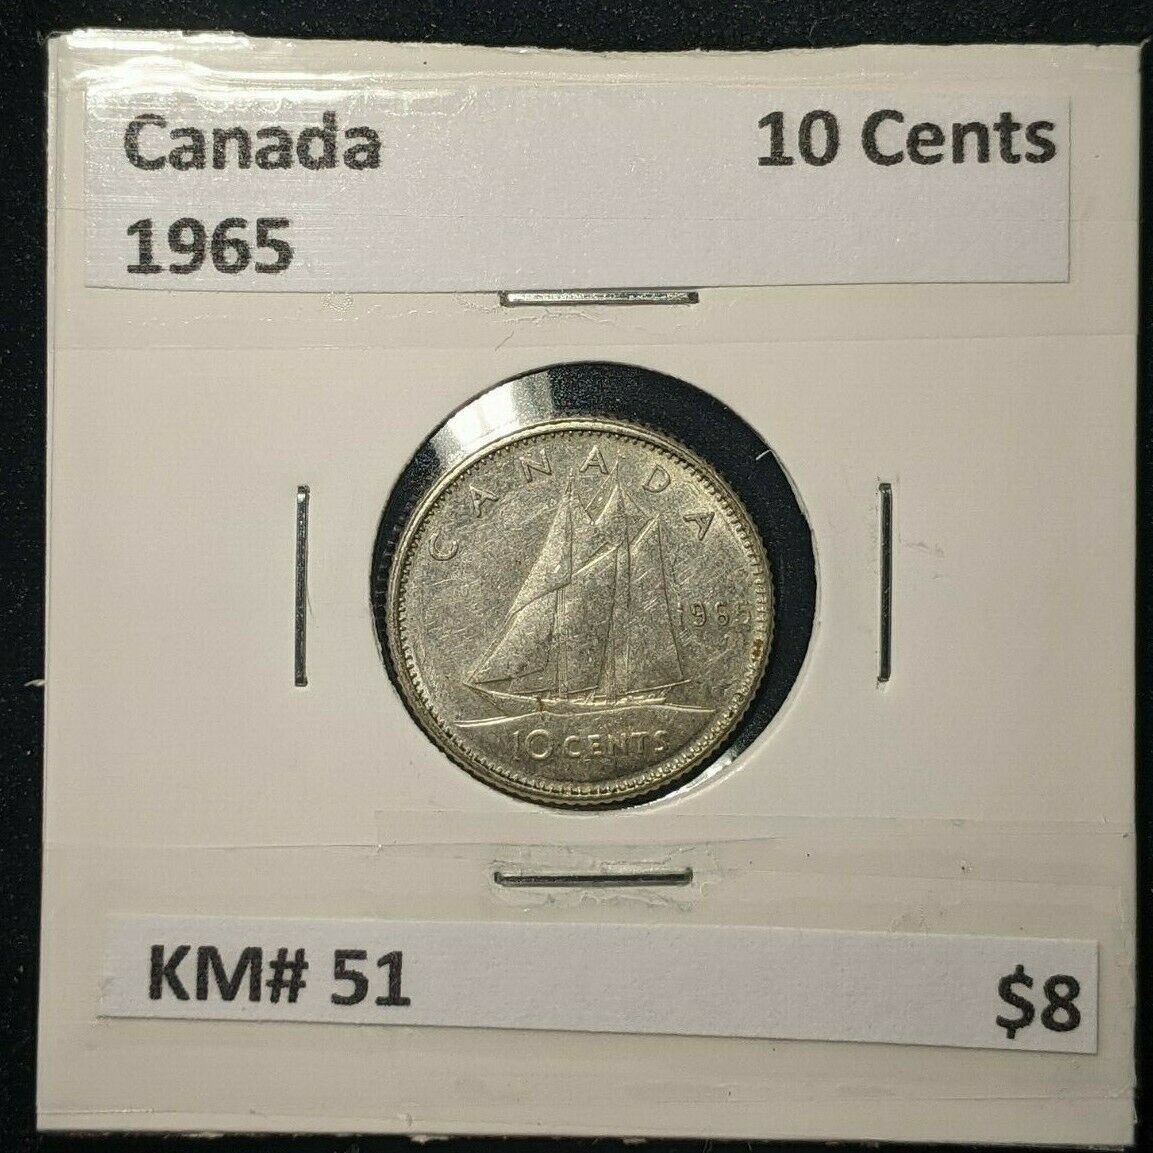 Canada 10 Cents
1965
CANADA
1965
10 CENTS
KM# 51 $8